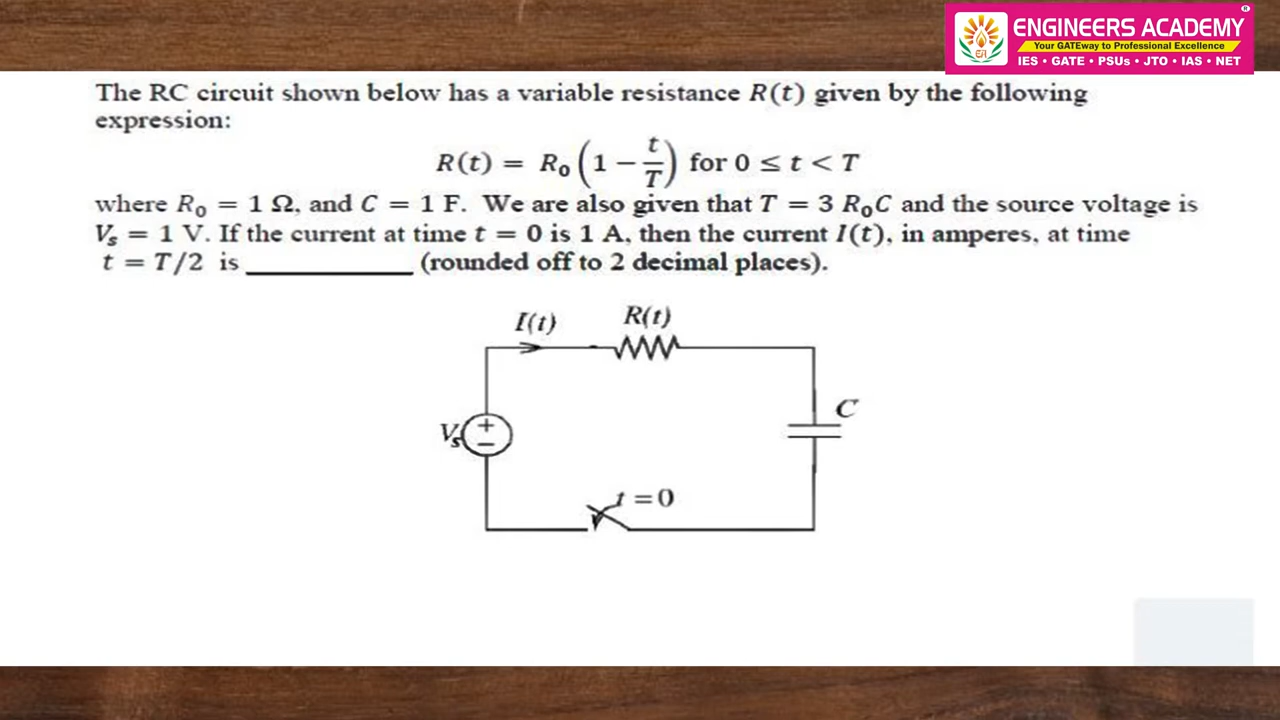 ENGINEERS ACADEMY
®
Your GATEway to Professional Excellence
IES • GATE • PSUs • JTO • IAS • NET
The RC circuit shown below has a variable resistance R(t) given by the following
expression:
R(t) = R₀ (1 − t/T) for 0 ≤ t < T
where R₀ = 1 Ω, and C = 1 F. We are also given that T = 3 R₀C and the source voltage is
Vₛ = 1 V. If the current at time t = 0 is 1 A, then the current I(t), in amperes, at time
t = T/2 is ____________ (rounded off to 2 decimal places).
I(t) R(t)
C
Vₛ + −
t = 0